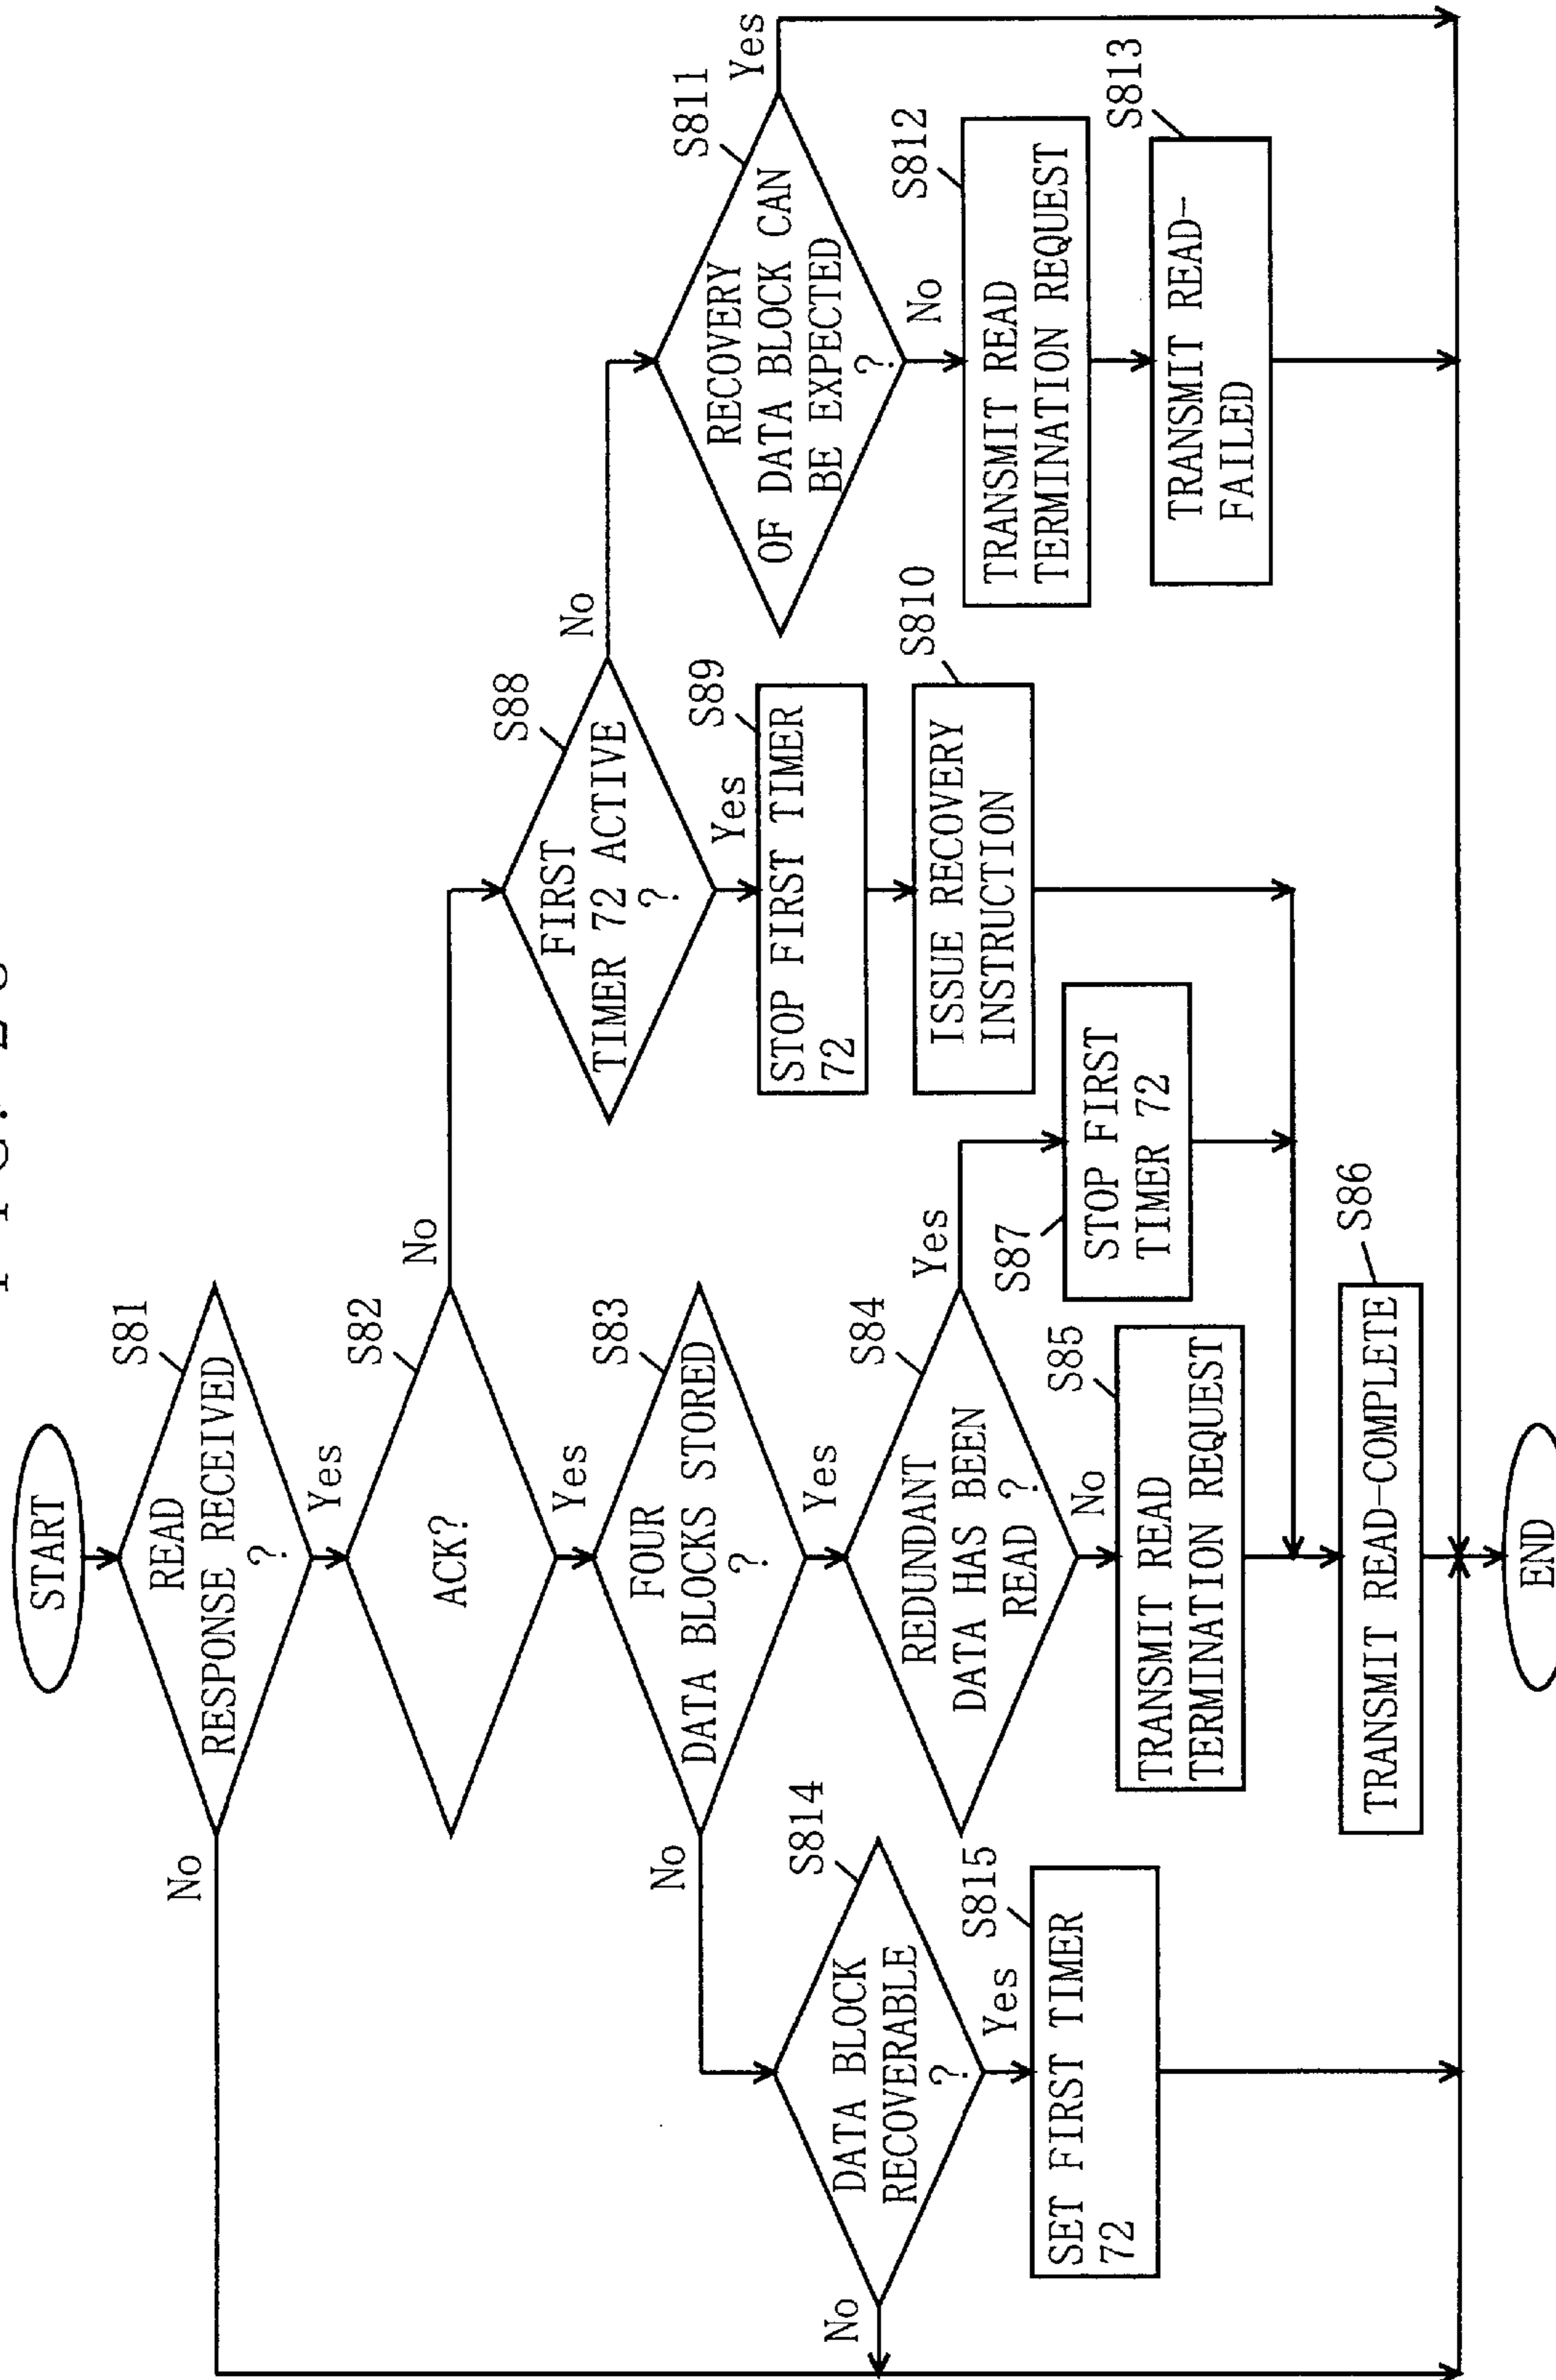 START
S81
READ
RESPONSE RECEIVED
?
No
Yes
S82
ACK?
No
Yes
S83
FOUR
DATA BLOCKS STORED
?
No
Yes
S84
REDUNDANT
DATA HAS BEEN
READ ?
Yes
No
S85
TRANSMIT READ
TERMINATION REQUEST
S86
TRANSMIT READ-COMPLETE
END
S87
STOP FIRST
TIMER 72
S88
FIRST
TIMER 72 ACTIVE
?
No
Yes
S89
STOP FIRST TIMER
72
S810
ISSUE RECOVERY
INSTRUCTION
S811
RECOVERY
OF DATA BLOCK CAN
BE EXPECTED
?
Yes
No
S812
TRANSMIT READ
TERMINATION REQUEST
S813
TRANSMIT READ-
FAILED
S814
DATA BLOCK
RECOVERABLE
?
No
Yes
S815
SET FIRST TIMER
72